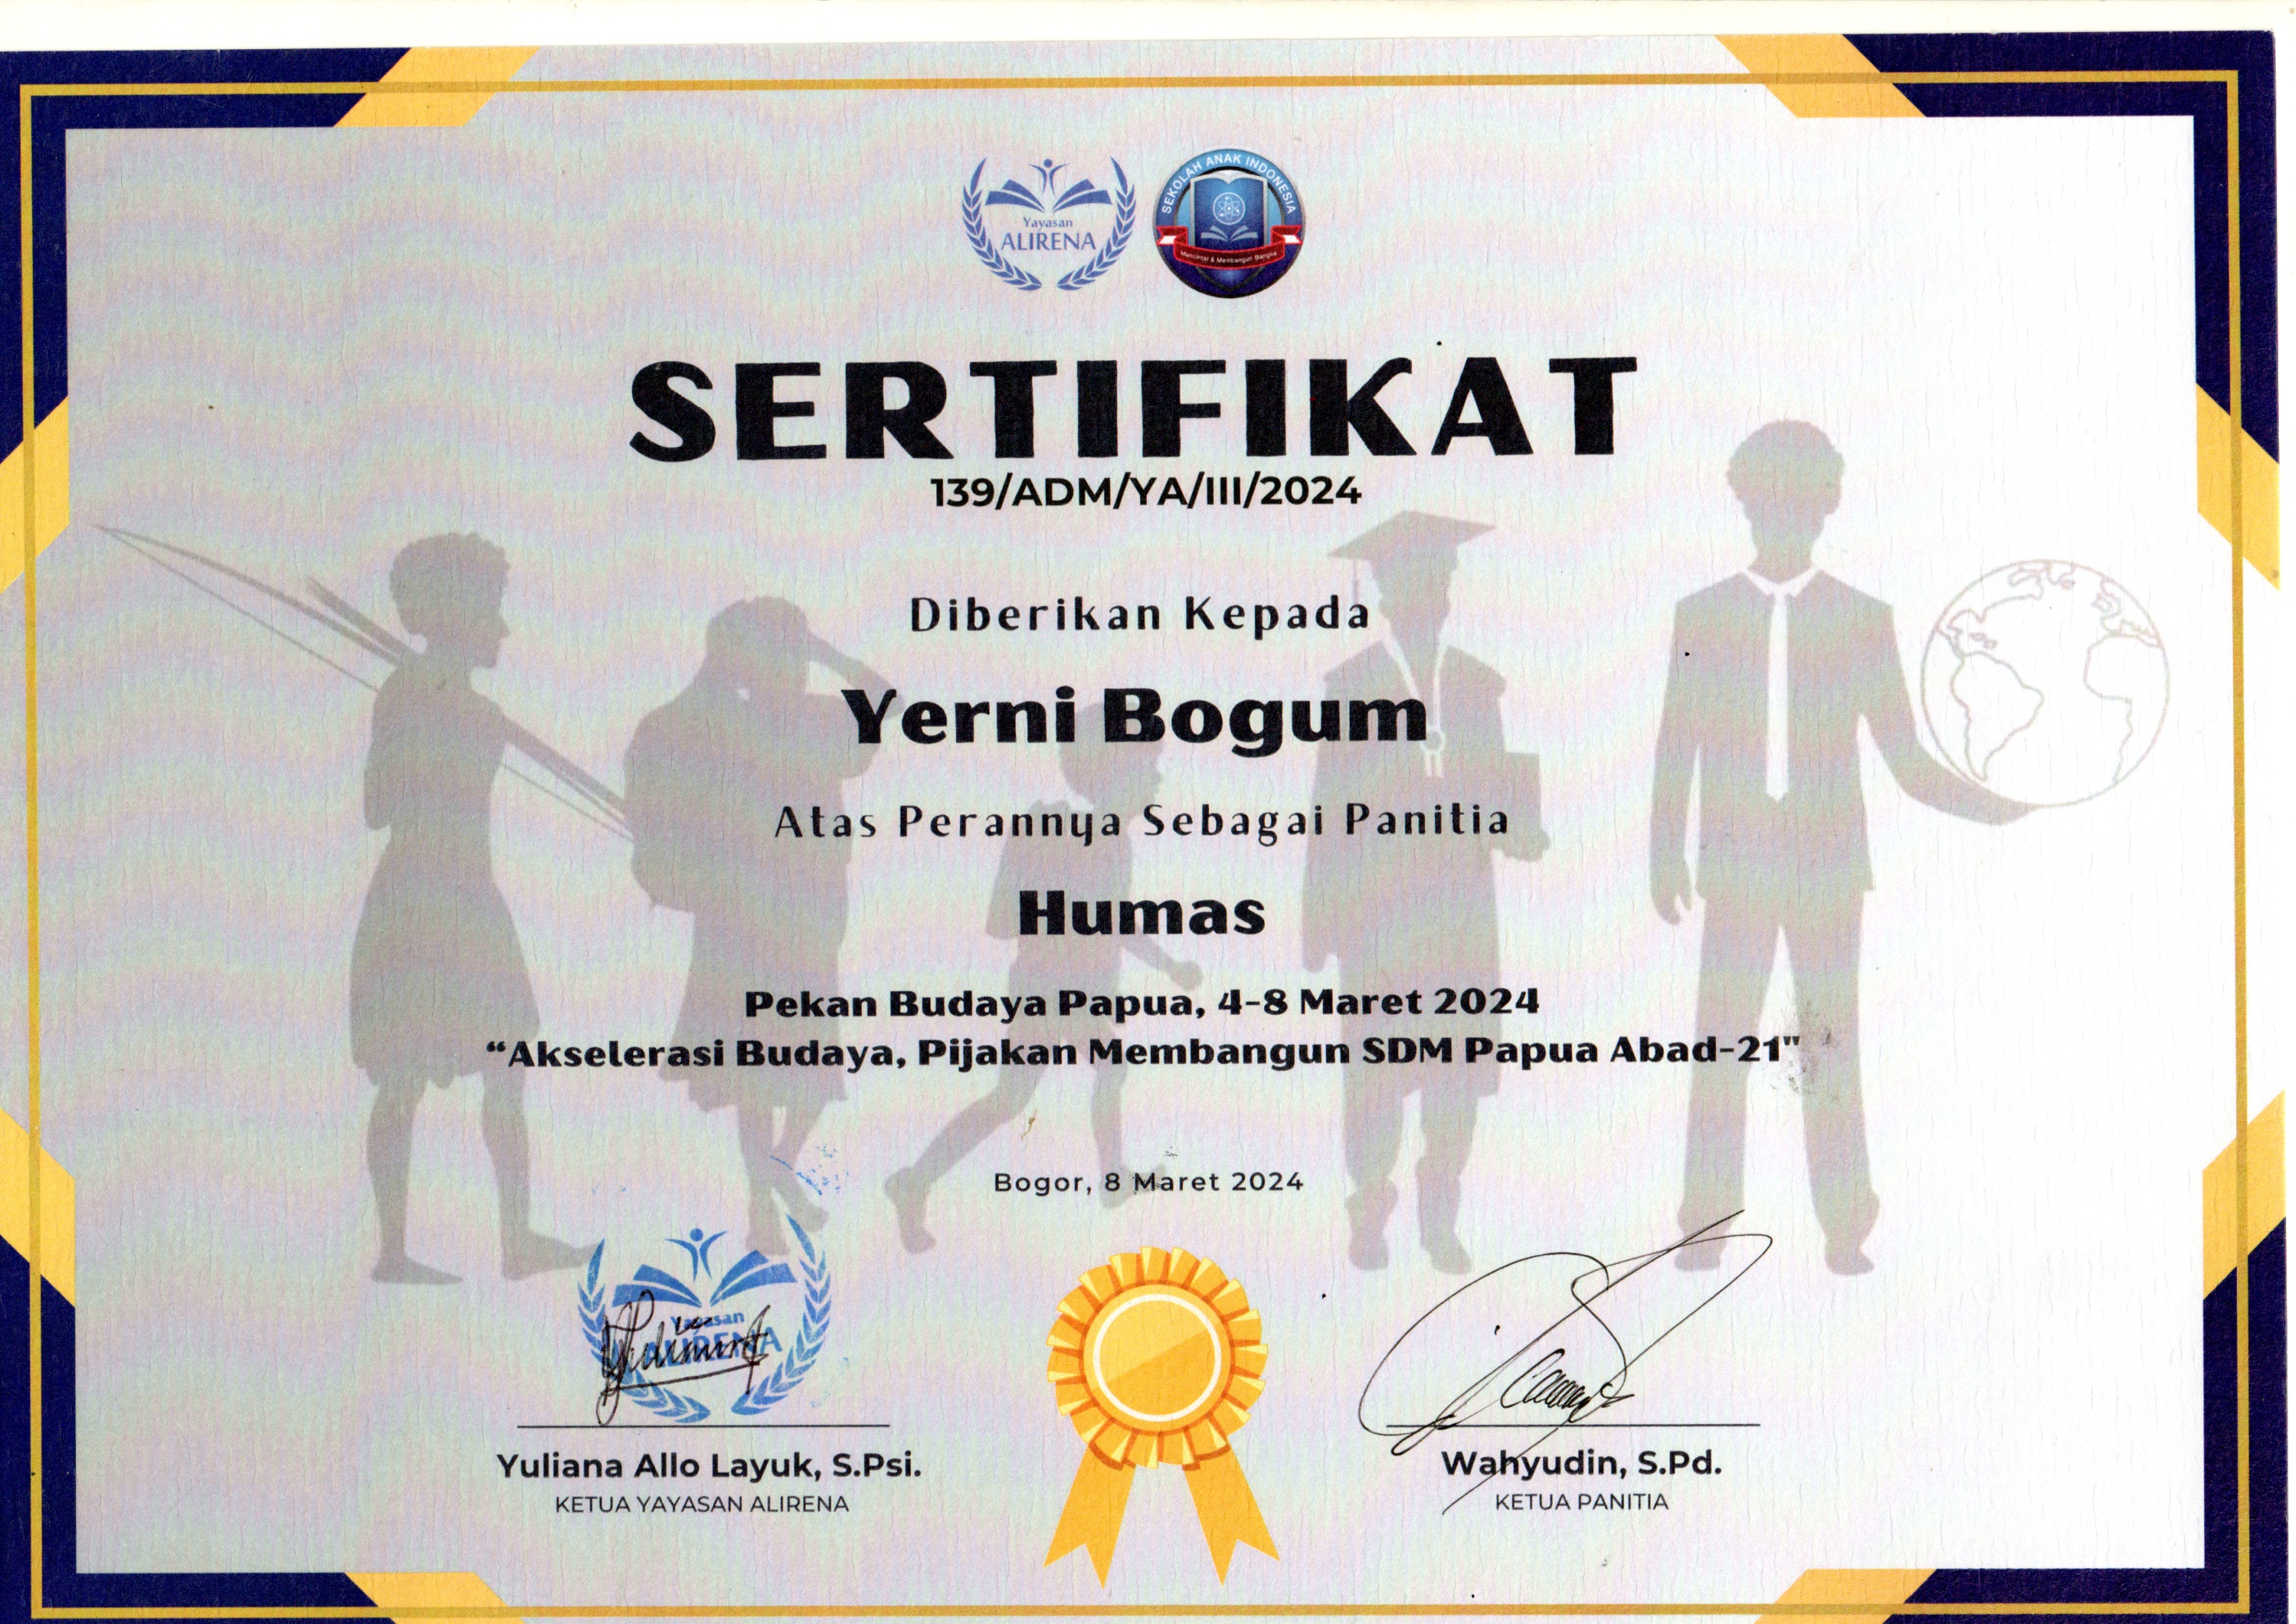 Yayasan
ALIRENA
SEKOLAH ANAK INDONESIA
Mencintai & Membangun Bangsa
SERTIFIKAT
139/ADM/YA/III/2024
Diberikan Kepada
Yerni Bogum
Atas Perannya Sebagai Panitia
Humas
Pekan Budaya Papua, 4-8 Maret 2024
“Akselerasi Budaya, Pijakan Membangun SDM Papua Abad-21"
Bogor, 8 Maret 2024
Yayasan
ALIRENA
Yuliana Allo Layuk, S.Psi.
KETUA YAYASAN ALIRENA
Wahyudin, S.Pd.
KETUA PANITIA